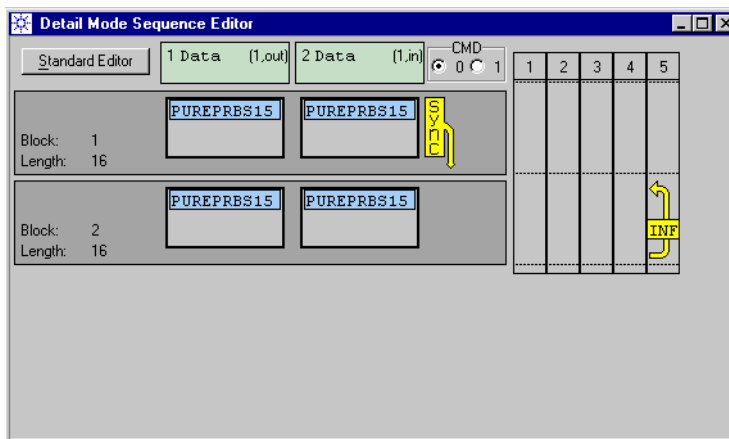 Detail Mode Sequence Editor
Standard Editor
1 Data (1,out)
2 Data (1,in)
CMD
0 1
1 2 3 4 5
PUREPRBS15 PUREPRBS15
Sync
Block: 1
Length: 16
PUREPRBS15 PUREPRBS15
Block: 2
Length: 16
INF